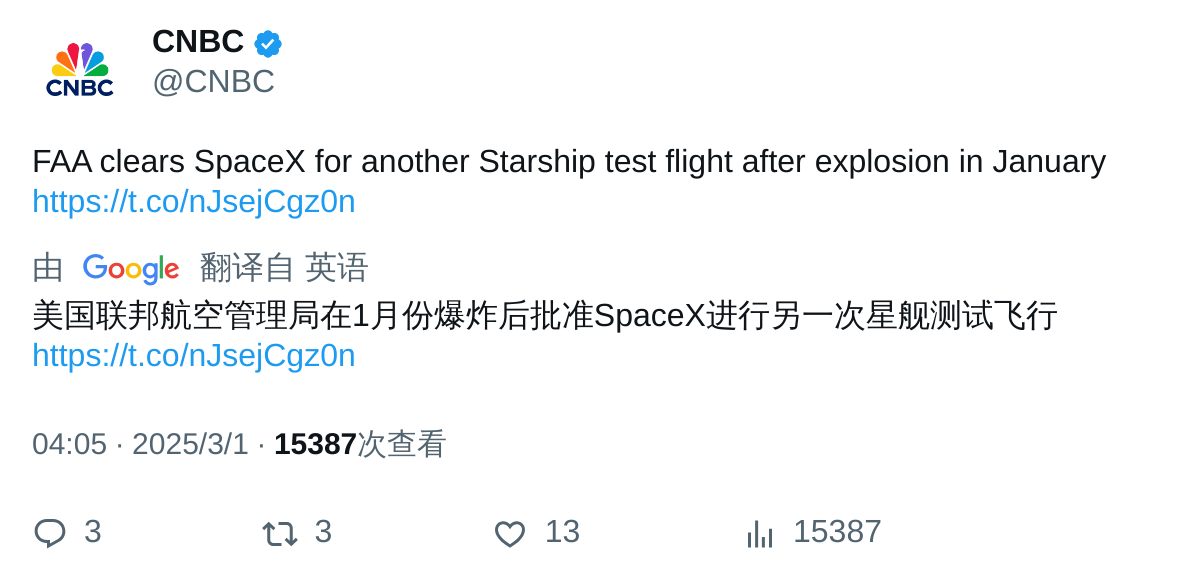 CNBC
CNBC
@CNBC
FAA clears SpaceX for another Starship test flight after explosion in January
https://t.co/nJsejCgz0n
由 Google 翻译自 英语
美国联邦航空管理局在1月份爆炸后批准SpaceX进行另一次星舰测试飞行
https://t.co/nJsejCgz0n
04:05 · 2025/3/1 · 15387次查看
3 3 13 15387